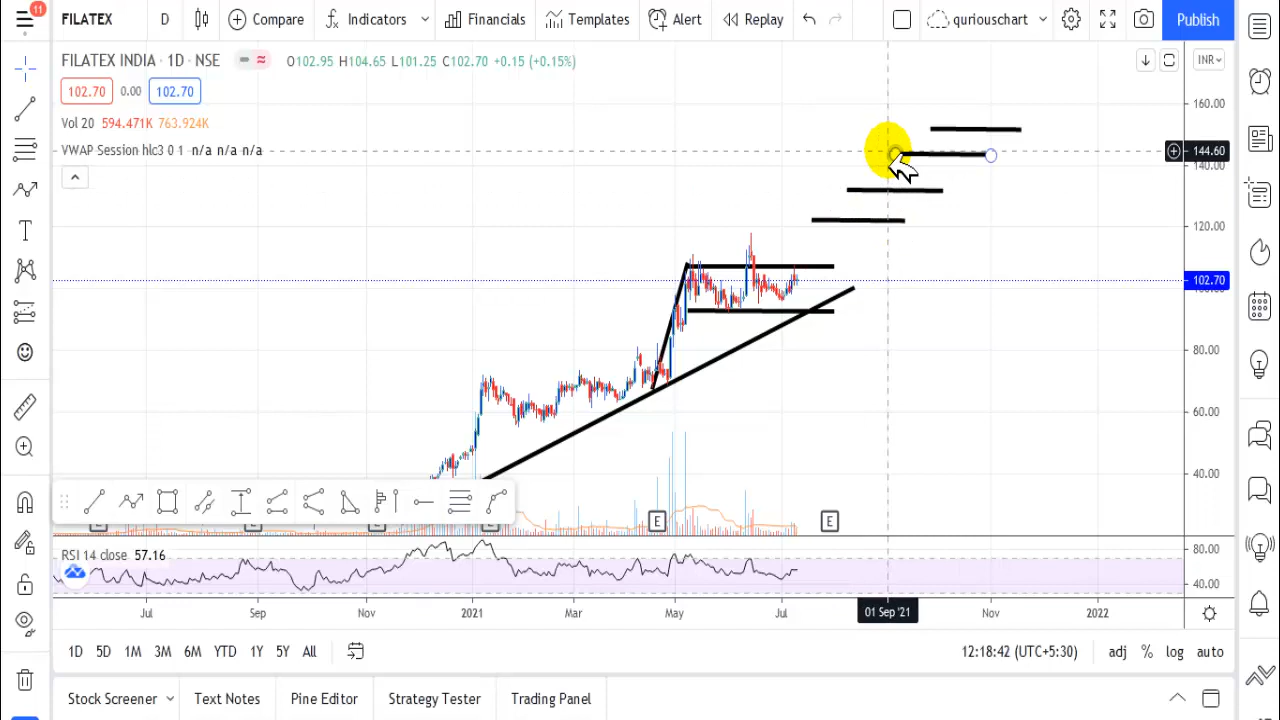 11
FILATEX D Compare Indicators Financials Templates Alert Replay quriouschart Publish
FILATEX INDIA · 1D · NSE O102.95 H104.65 L101.25 C102.70 +0.15 (+0.15%) INR
102.70 0.00 102.70
Vol 20 594.471K 763.924K
VWAP Session hlc3 0 1 n/a n/a n/a
160.00
144.60
140.00
120.00
102.70
80.00
60.00
40.00
E E
RSI 14 close 57.16
80.00
40.00
Jul Sep Nov 2021 Mar May Jul 01 Sep '21 Nov 2022
1D 5D 1M 3M 6M YTD 1Y 5Y All 12:18:42 (UTC+5:30) adj % log auto
Stock Screener Text Notes Pine Editor Strategy Tester Trading Panel